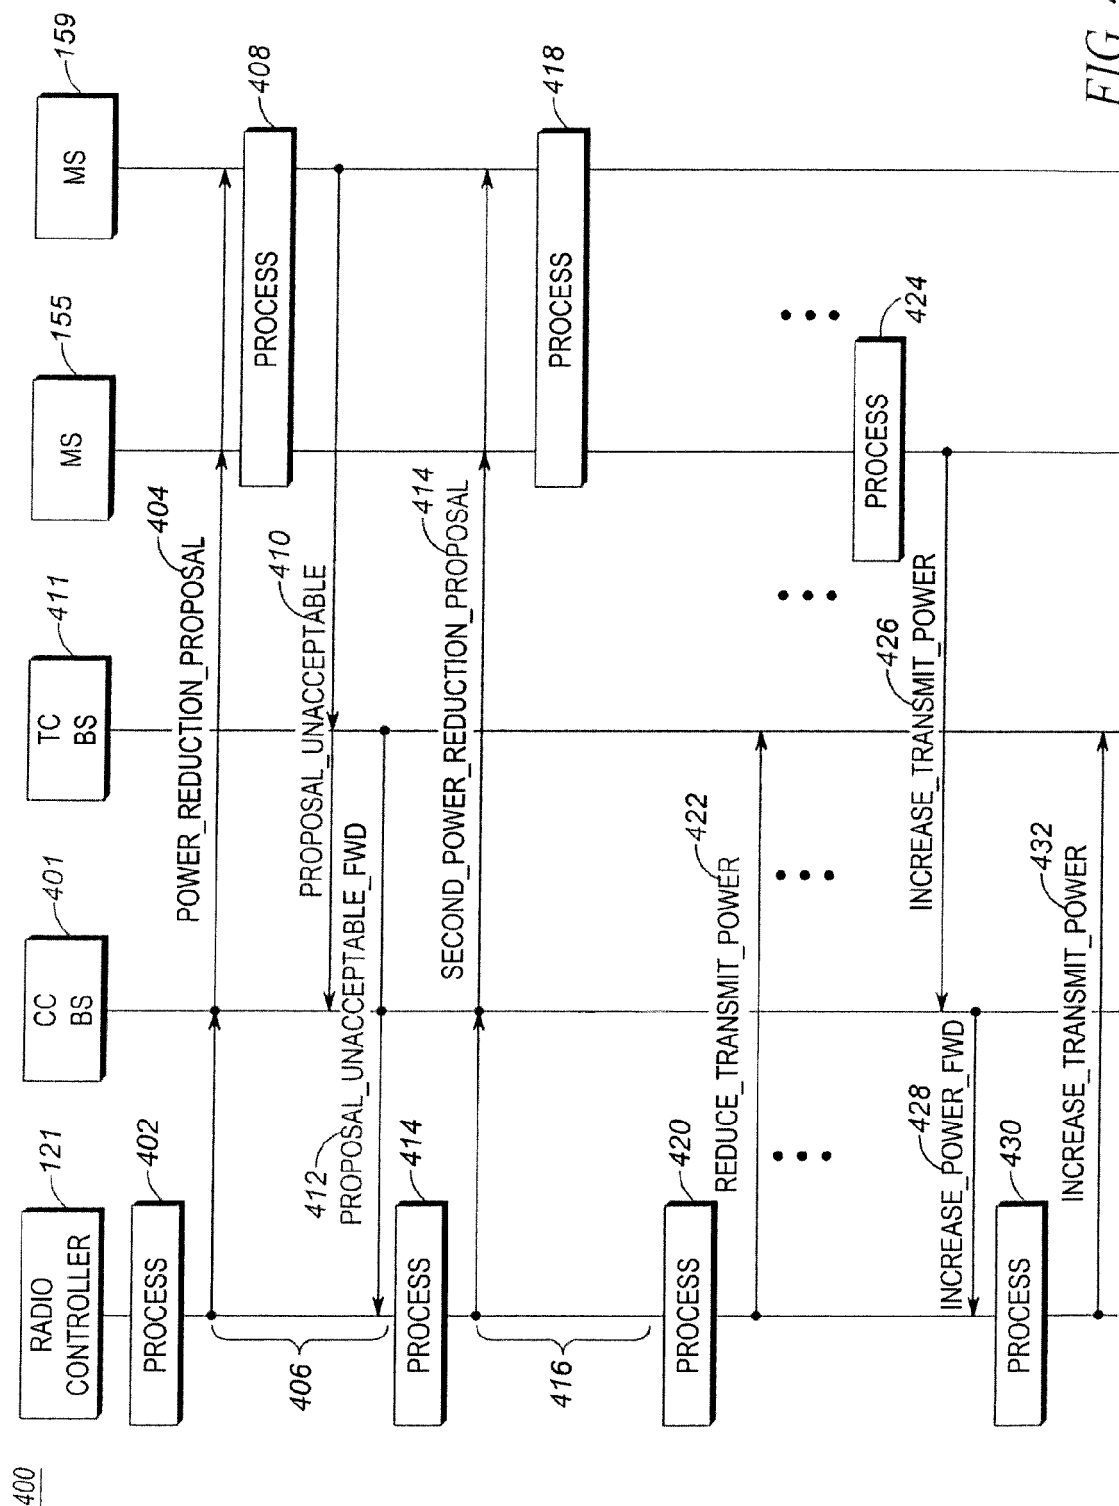 400
RADIO
CONTROLLER
121
CC
BS
401
TC
BS
411
MS
155
MS
159
PROCESS
402
POWER_REDUCTION_PROPOSAL
404
406
PROCESS
408
PROPOSAL_UNACCEPTABLE
410
412
PROPOSAL_UNACCEPTABLE_FWD
PROCESS
414
SECOND_POWER_REDUCTION_PROPOSAL
414
416
PROCESS
418
PROCESS
420
REDUCE_TRANSMIT_POWER
422
PROCESS
424
INCREASE_TRANSMIT_POWER
426
INCREASE_POWER_FWD
428
PROCESS
430
INCREASE_TRANSMIT_POWER
432
FIG.